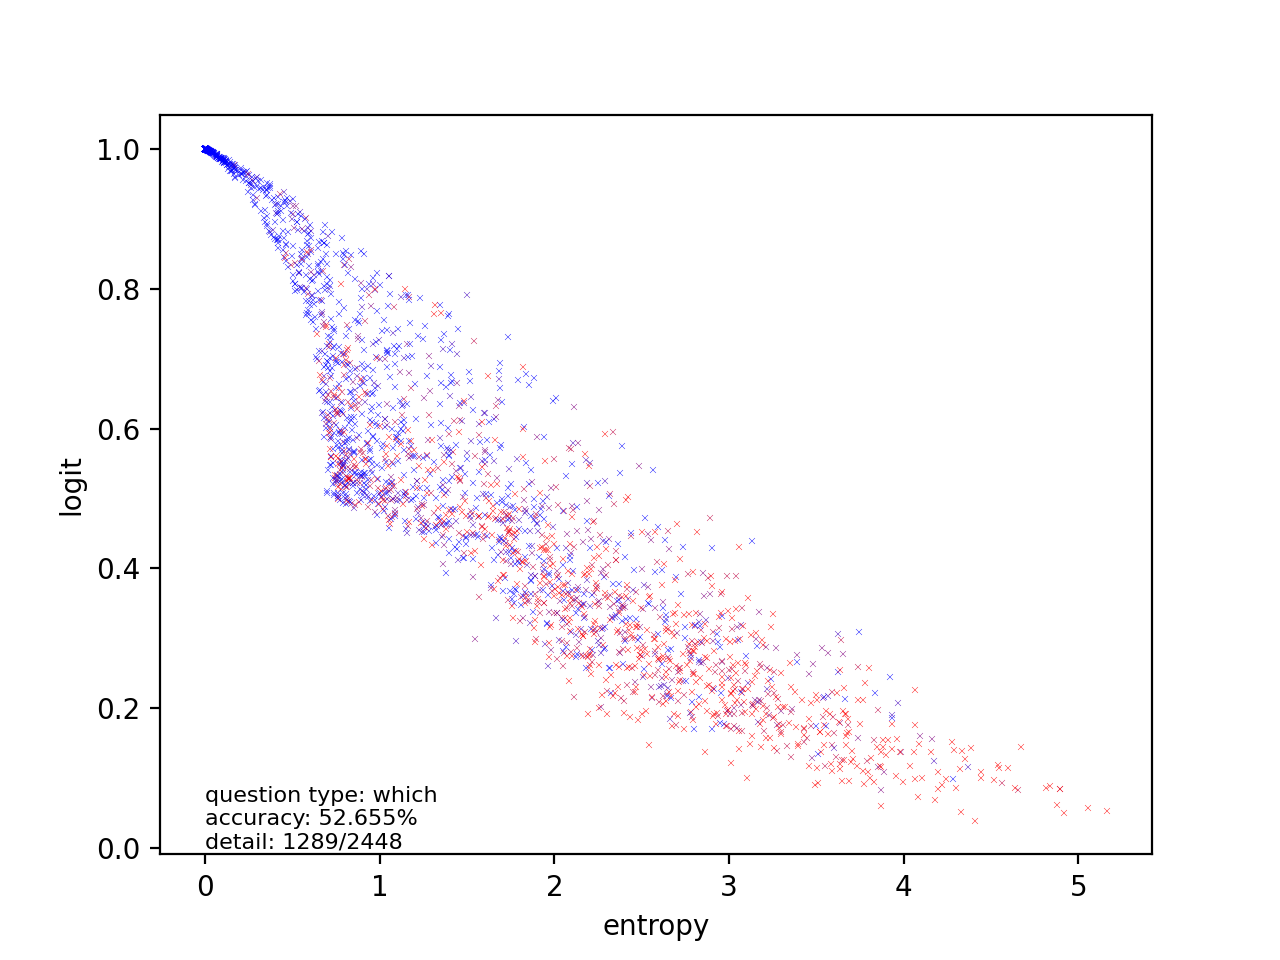 1.0
0.8
0.6
0.4
0.2
0.0
logit
question type: which
accuracy: 52.655%
detail: 1289/2448
0 1 2 3 4 5
entropy